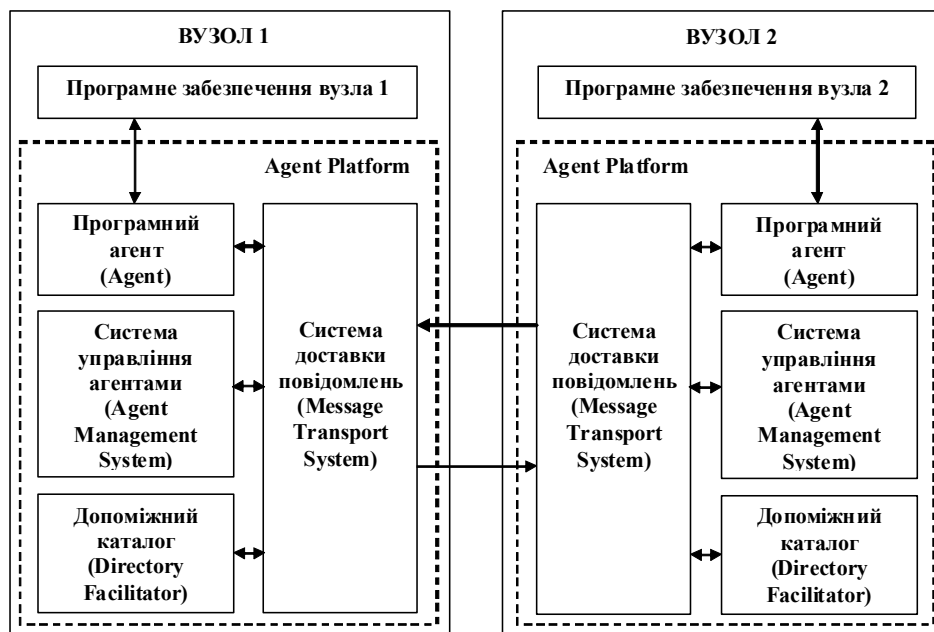 ВУЗОЛ 1
Програмне забезпечення вузла 1
Agent Platform
Програмний
агент
(Agent)
Система
управління
агентами
(Agent
Management
System)
Допоміжний
каталог
(Directory
Facilitator)
Система
доставки
повідомлень
(Message
Transport
System)
ВУЗОЛ 2
Програмне забезпечення вузла 2
Agent Platform
Система
доставки
повідомлень
(Message
Transport
System)
Програмний
агент
(Agent)
Система
управління
агентами
(Agent
Management
System)
Допоміжний
каталог
(Directory
Facilitator)